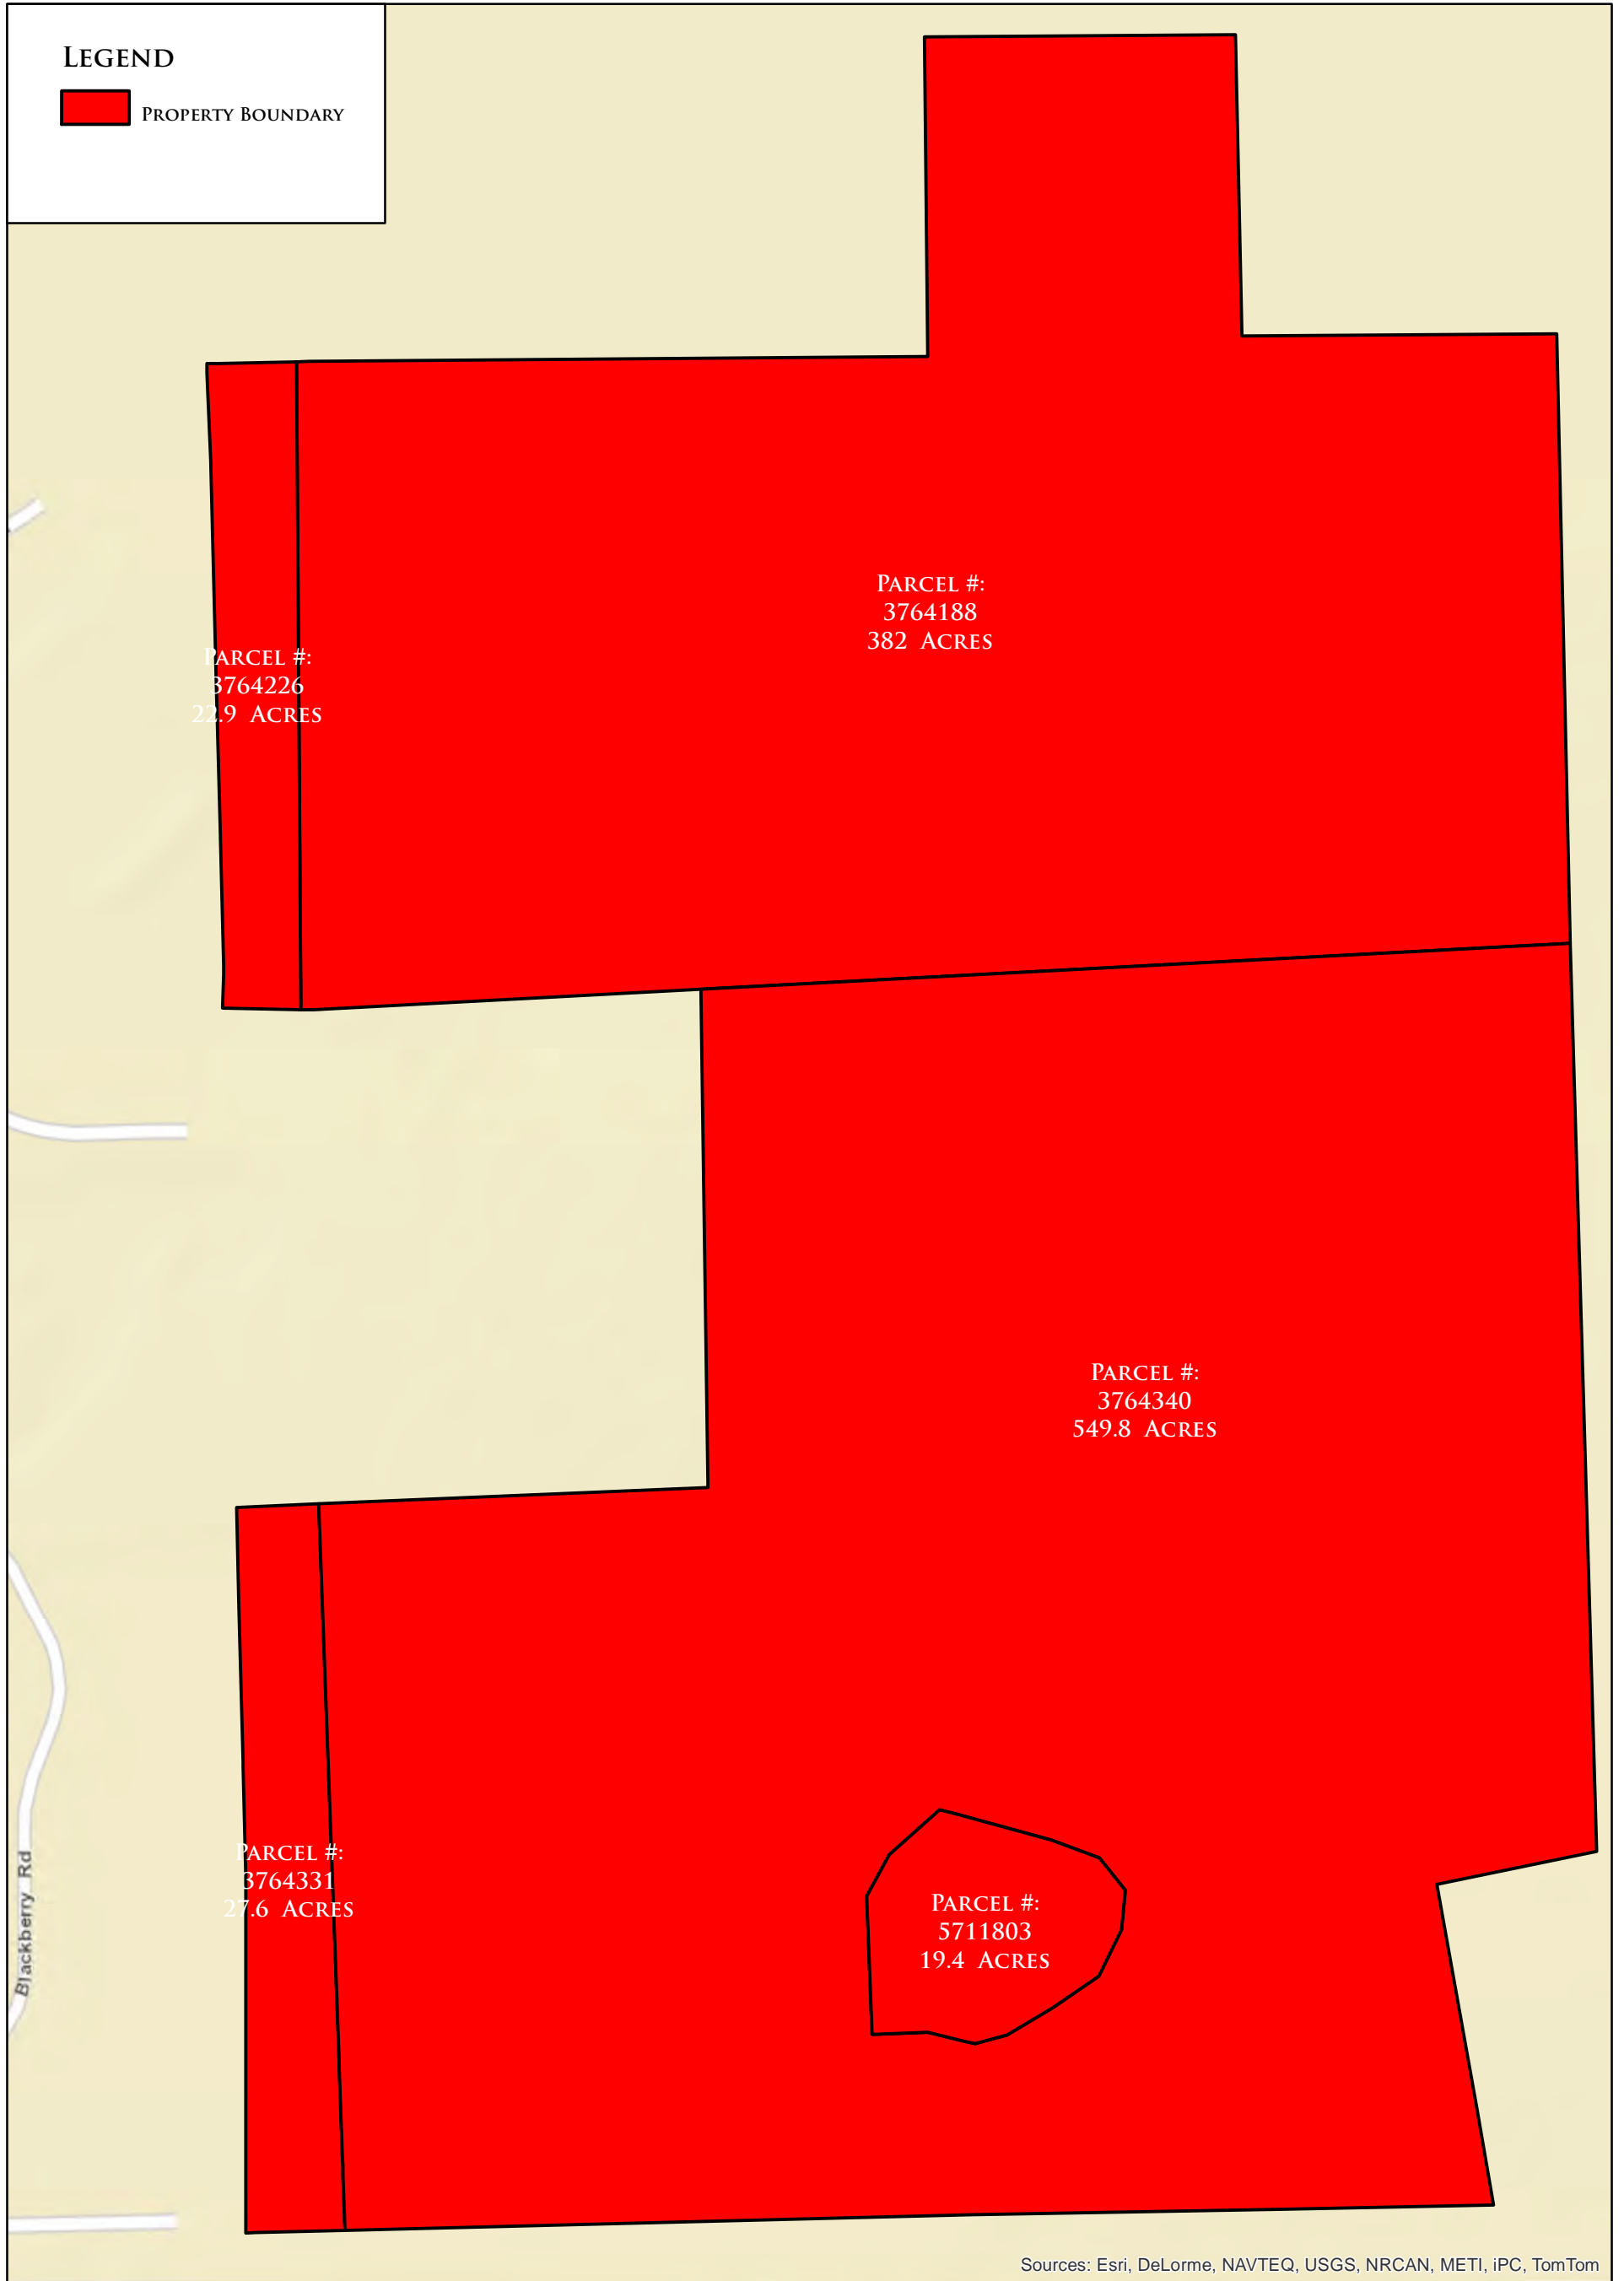 LEGEND
PROPERTY BOUNDARY
PARCEL #:
3764188
382 ACRES
PARCEL #:
3764226
22.9 ACRES
PARCEL #:
3764340
549.8 ACRES
PARCEL #:
3764331
27.6 ACRES
PARCEL #:
5711803
19.4 ACRES
Blackberry Rd
Sources: Esri, DeLorme, NAVTEQ, USGS, NRCAN, METI, iPC, TomTom